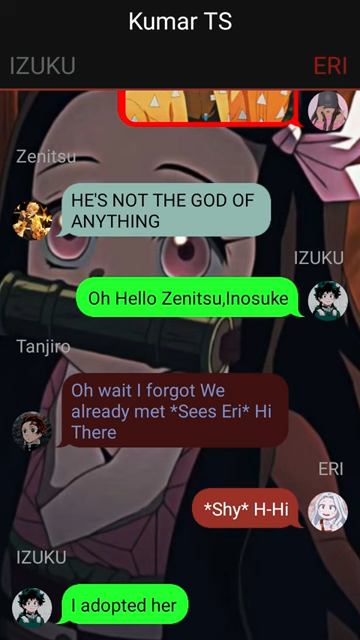 Kumar TS
IZUKU
ERI
Zenitsu
HE'S NOT THE GOD OF
ANYTHING
IZUKU
Oh Hello Zenitsu,Inosuke
Tanjiro
Oh wait I forgot We
already met *Sees Eri* Hi
There
ERI
*Shy* H-Hi
IZUKU
I adopted her